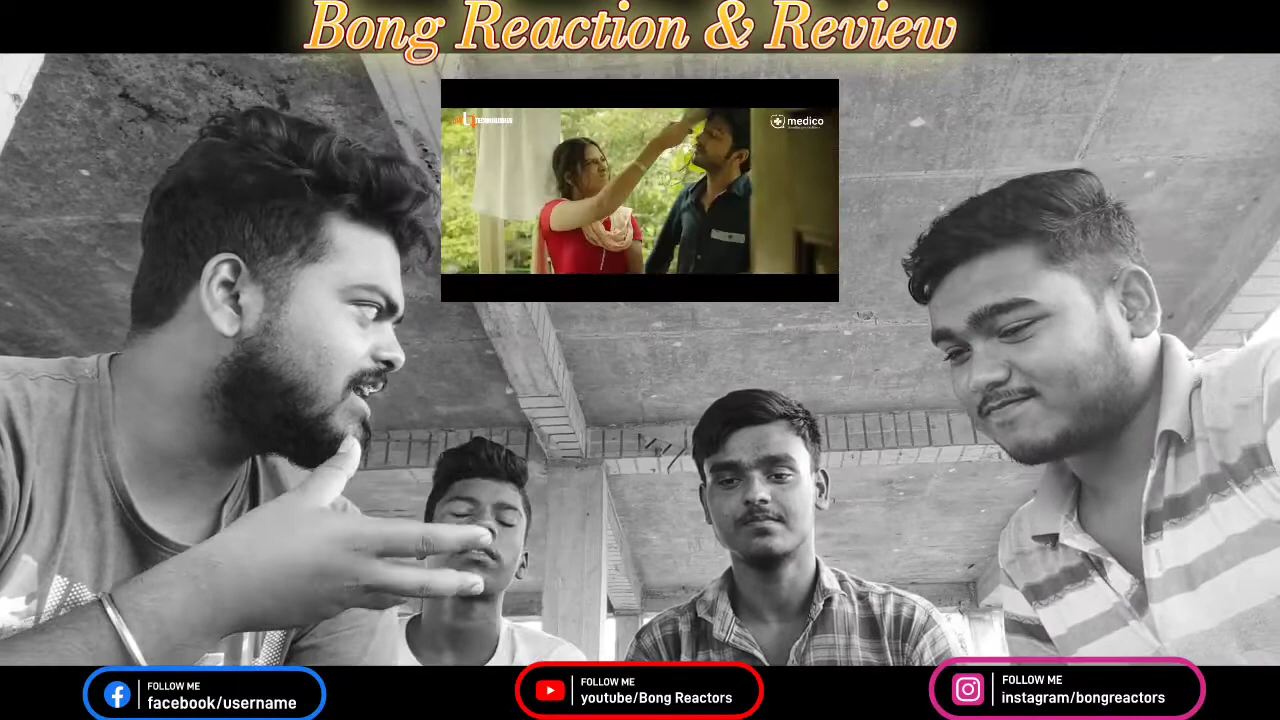 Bong Reaction & Review
medico
FOLLOW ME
facebook/username
FOLLOW ME
youtube/Bong Reactors
FOLLOW ME
instagram/bongreactors